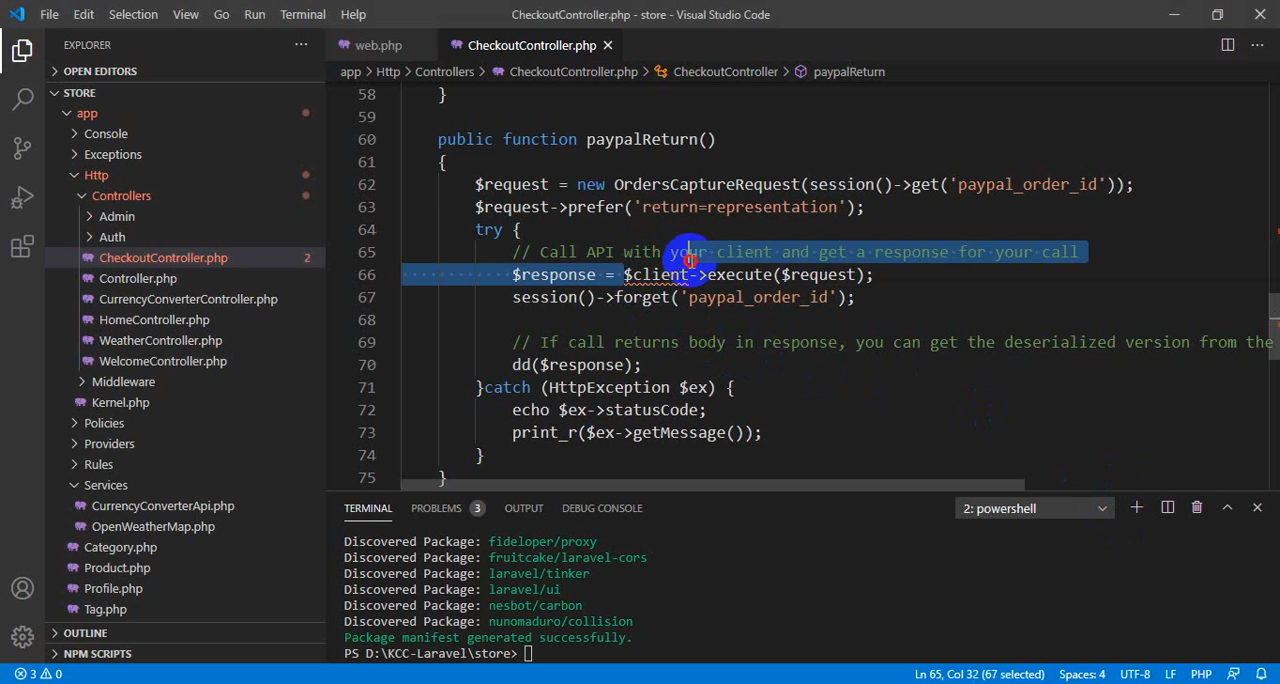 File Edit Selection View Go Run Terminal Help CheckoutController.php - store - Visual Studio Code
EXPLORER
OPEN EDITORS
STORE
app
Console
Exceptions
Http
Controllers
Admin
Auth
CheckoutController.php 2
Controller.php
CurrencyConverterController.php
HomeController.php
WeatherController.php
WelcomeController.php
Middleware
Kernel.php
Policies
Providers
Rules
Services
CurrencyConverterApi.php
OpenWeatherMap.php
Category.php
Product.php
Profile.php
Tag.php
OUTLINE
NPM SCRIPTS
web.php CheckoutController.php
app > Http > Controllers > CheckoutController.php > CheckoutController > paypalReturn
58 }
59
60 public function paypalReturn()
61 {
62 $request = new OrdersCaptureRequest(session()->get('paypal_order_id'));
63 $request->prefer('return=representation');
64 try {
65 // Call API with your client and get a response for your call
66 $response = $client->execute($request);
67 session()->forget('paypal_order_id');
68
69 // If call returns body in response, you can get the deserialized version from the
70 dd($response);
71 }catch (HttpException $ex) {
72 echo $ex->statusCode;
73 print_r($ex->getMessage());
74 }
75 }
TERMINAL PROBLEMS 3 OUTPUT DEBUG CONSOLE 2: powershell
Discovered Package: fideloper/proxy
Discovered Package: fruitcake/laravel-cors
Discovered Package: laravel/tinker
Discovered Package: laravel/ui
Discovered Package: nesbot/carbon
Discovered Package: nunomaduro/collision
Package manifest generated successfully.
PS D:\KCC-Laravel\store>
3 0 Ln 65, Col 32 (67 selected) Spaces: 4 UTF-8 LF PHP